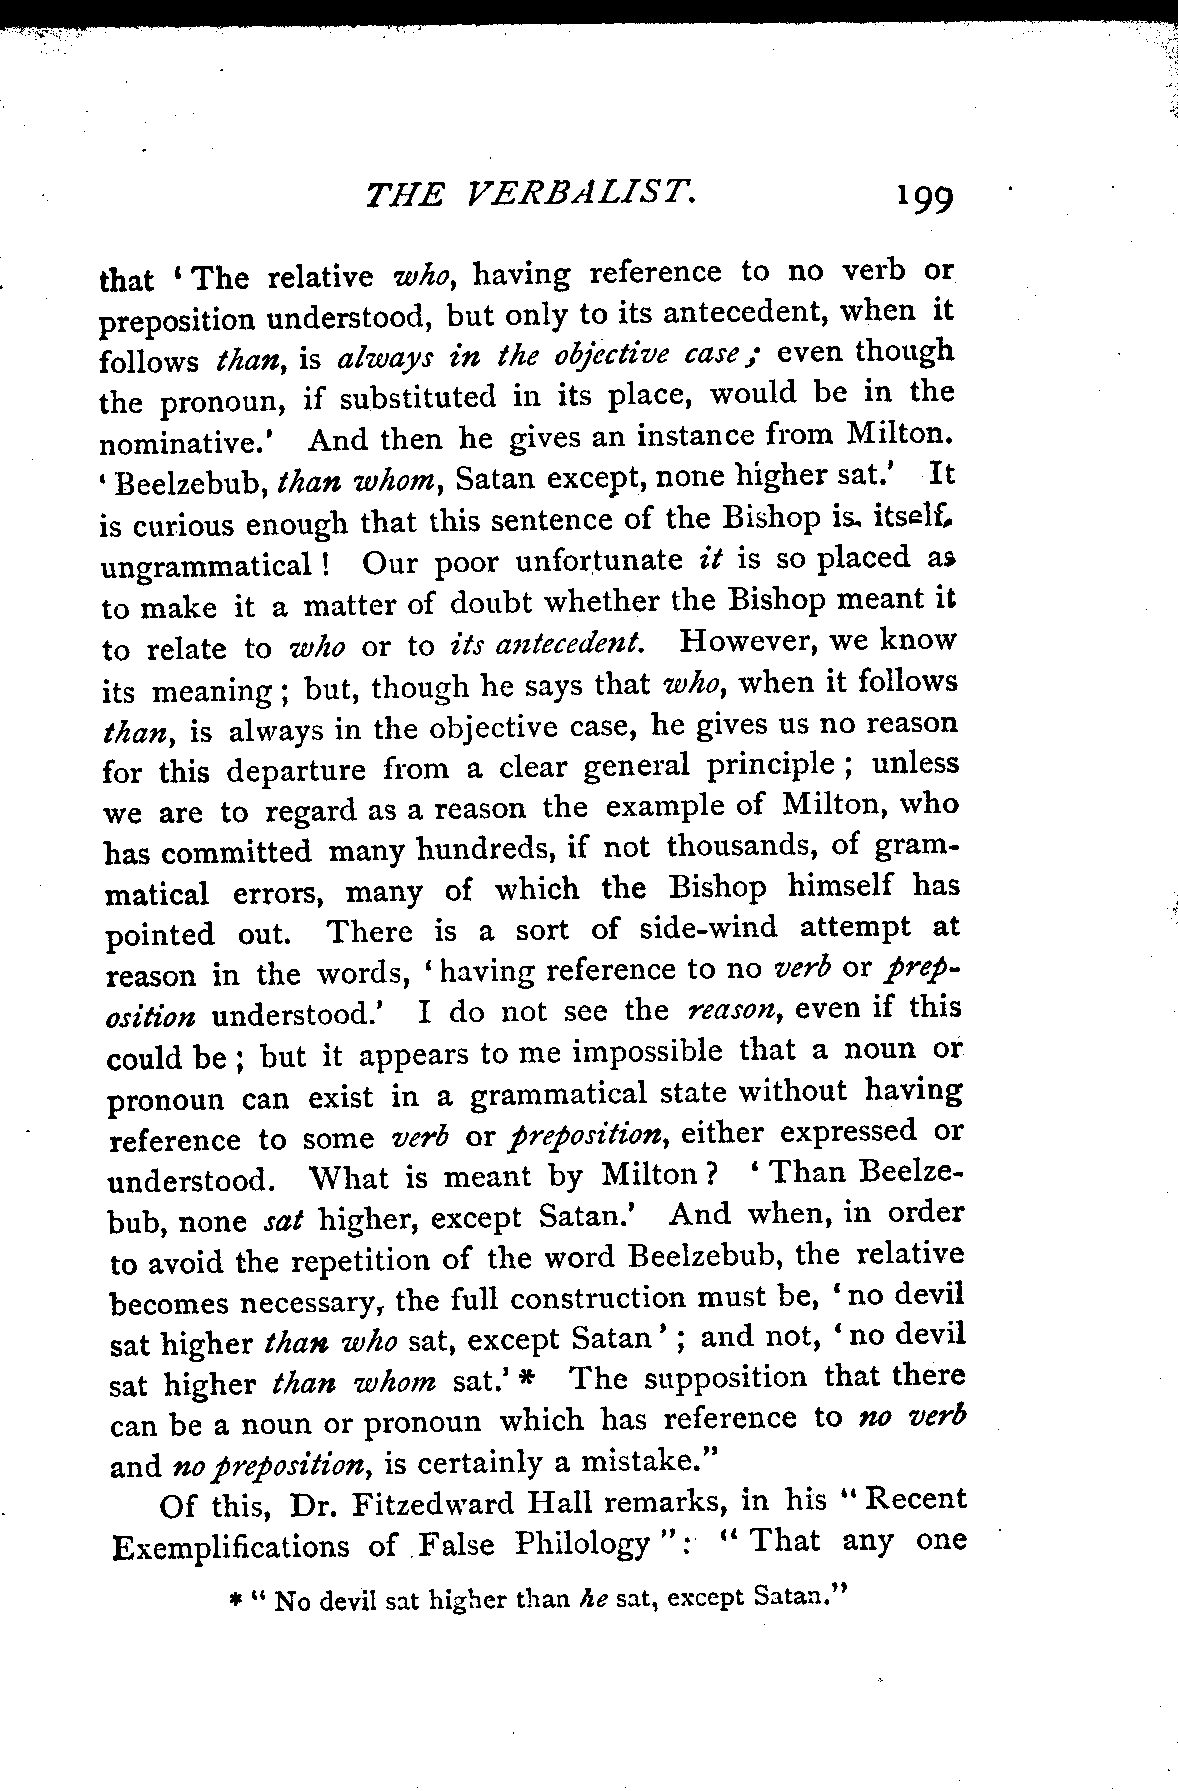 THE VERBALIST. 199
that ‘The relative who, having reference to no verb or
preposition understood, but only to its antecedent, when it
follows than, is always in the objective case; even though
the pronoun, if substituted in its place, would be in the
nominative.’ And then he gives an instance from Milton.
‘Beelzebub, than whom, Satan except, none higher sat.’ It
is curious enough that this sentence of the Bishop is, itself,
ungrammatical! Our poor unfortunate it is so placed as
to make it a matter of doubt whether the Bishop meant it
to relate to who or to its antecedent. However, we know
its meaning; but, though he says that who, when it follows
than, is always in the objective case, he gives us no reason
for this departure from a clear general principle; unless
we are to regard as a reason the example of Milton, who
has committed many hundreds, if not thousands, of gram-
matical errors, many of which the Bishop himself has
pointed out. There is a sort of side-wind attempt at
reason in the words, ‘having reference to no verb or prep-
osition understood.’ I do not see the reason, even if this
could be; but it appears to me impossible that a noun or
pronoun can exist in a grammatical state without having
reference to some verb or preposition, either expressed or
understood. What is meant by Milton? ‘Than Beelze-
bub, none sat higher, except Satan.’ And when, in order
to avoid the repetition of the word Beelzebub, the relative
becomes necessary, the full construction must be, ‘no devil
sat higher than who sat, except Satan’; and not, ‘no devil
sat higher than whom sat.’* The supposition that there
can be a noun or pronoun which has reference to no verb
and no preposition, is certainly a mistake.”
Of this, Dr. Fitzedward Hall remarks, in his “Recent
Exemplifications of False Philology”: “That any one
* “No devil sat higher than he sat, except Satan.”